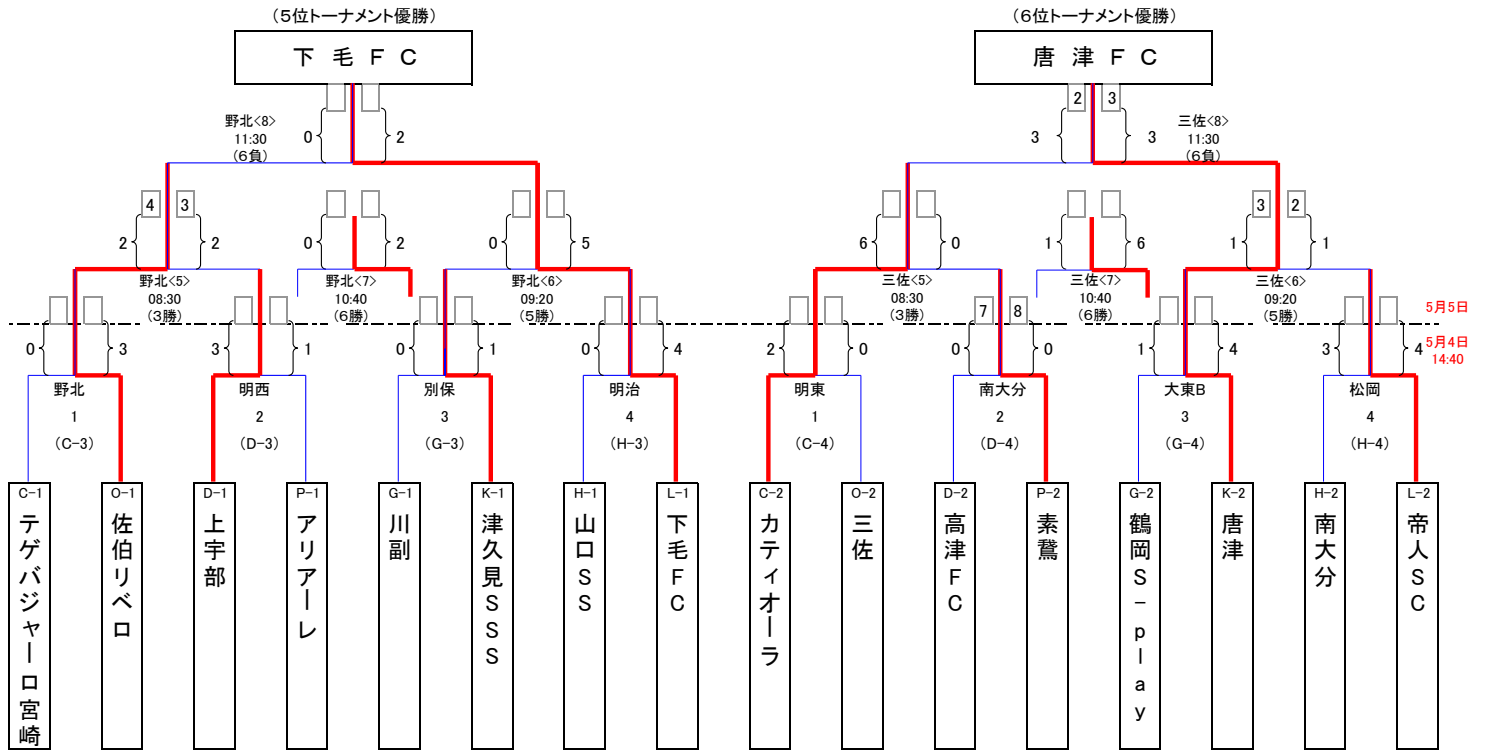 （５位トーナメント優勝）
（６位トーナメント優勝）
下毛ＦＣ
唐津ＦＣ
2 3
野北<8>
11:30
（6負）
0 2
3 3
三佐<8>
11:30
（6負）
4 3
3 2
2 2
0 2
0 5
6 0
1 6
1 1
野北<5>
08:30
（3勝）
野北<7>
10:40
（6勝）
野北<6>
09:20
（5勝）
三佐<5>
08:30
（3勝）
三佐<7>
10:40
（6勝）
三佐<6>
09:20
（5勝）
7 8
5月5日
5月4日
14:40
0 3
3 1
0 1
0 4
2 0
0 0
1 4
3 4
野北
1
（C-3）
明西
2
（D-3）
別保
3
（G-3）
明治
4
（H-3）
明東
1
（C-4）
南大分
2
（D-4）
大東B
3
（G-4）
松岡
4
（H-4）
C-1
テゲバジャーロ宮崎
O-1
佐伯リベロ
D-1
上宇部
P-1
アリアーレ
G-1
川副
K-1
津久見SSS
H-1
山口SS
L-1
下毛FC
C-2
カティオーラ
O-2
三佐
D-2
高津FC
P-2
素鵞
G-2
鶴岡S-play
K-2
唐津
H-2
南大分
L-2
帝人SC